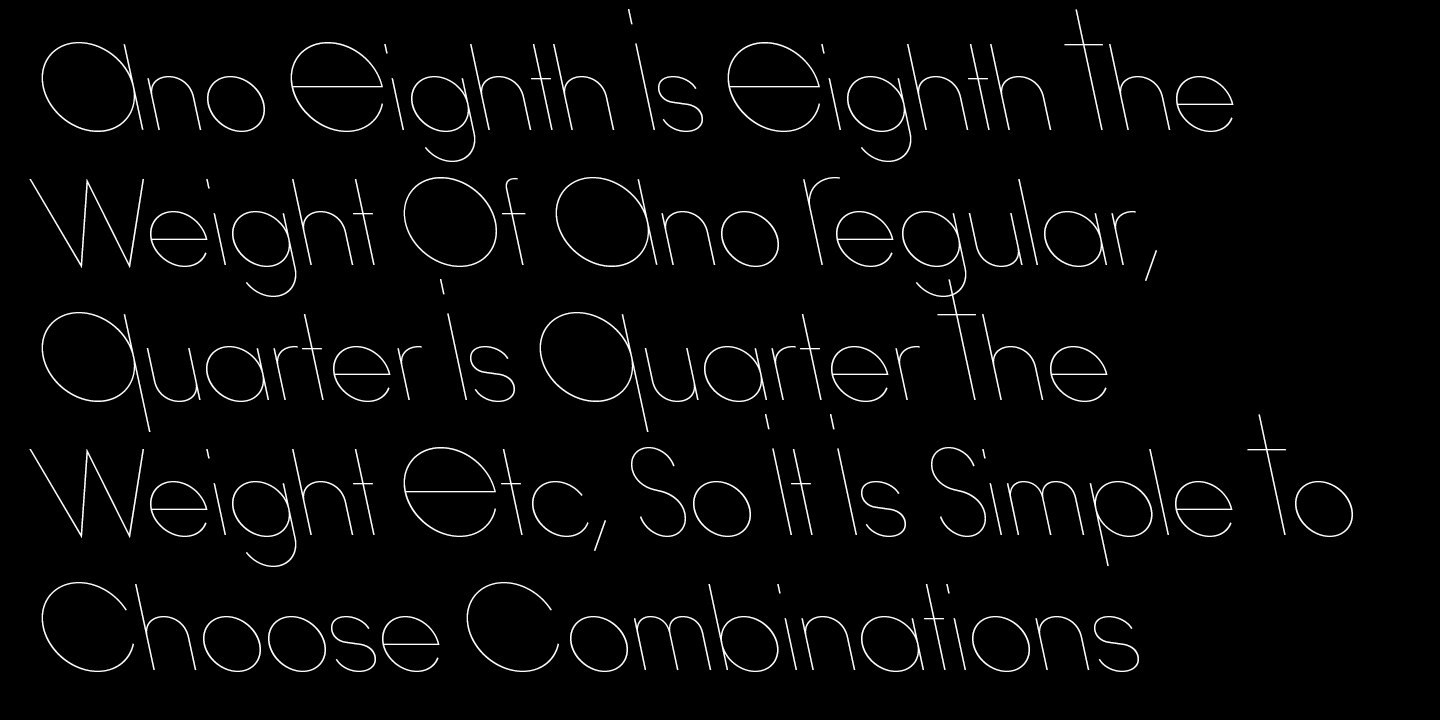 Ano Eighth Is Eighth The
Weight Of Ano Regular,
Quarter Is Quarter The
Weight Etc, So It Is Simple To
Choose Combinations